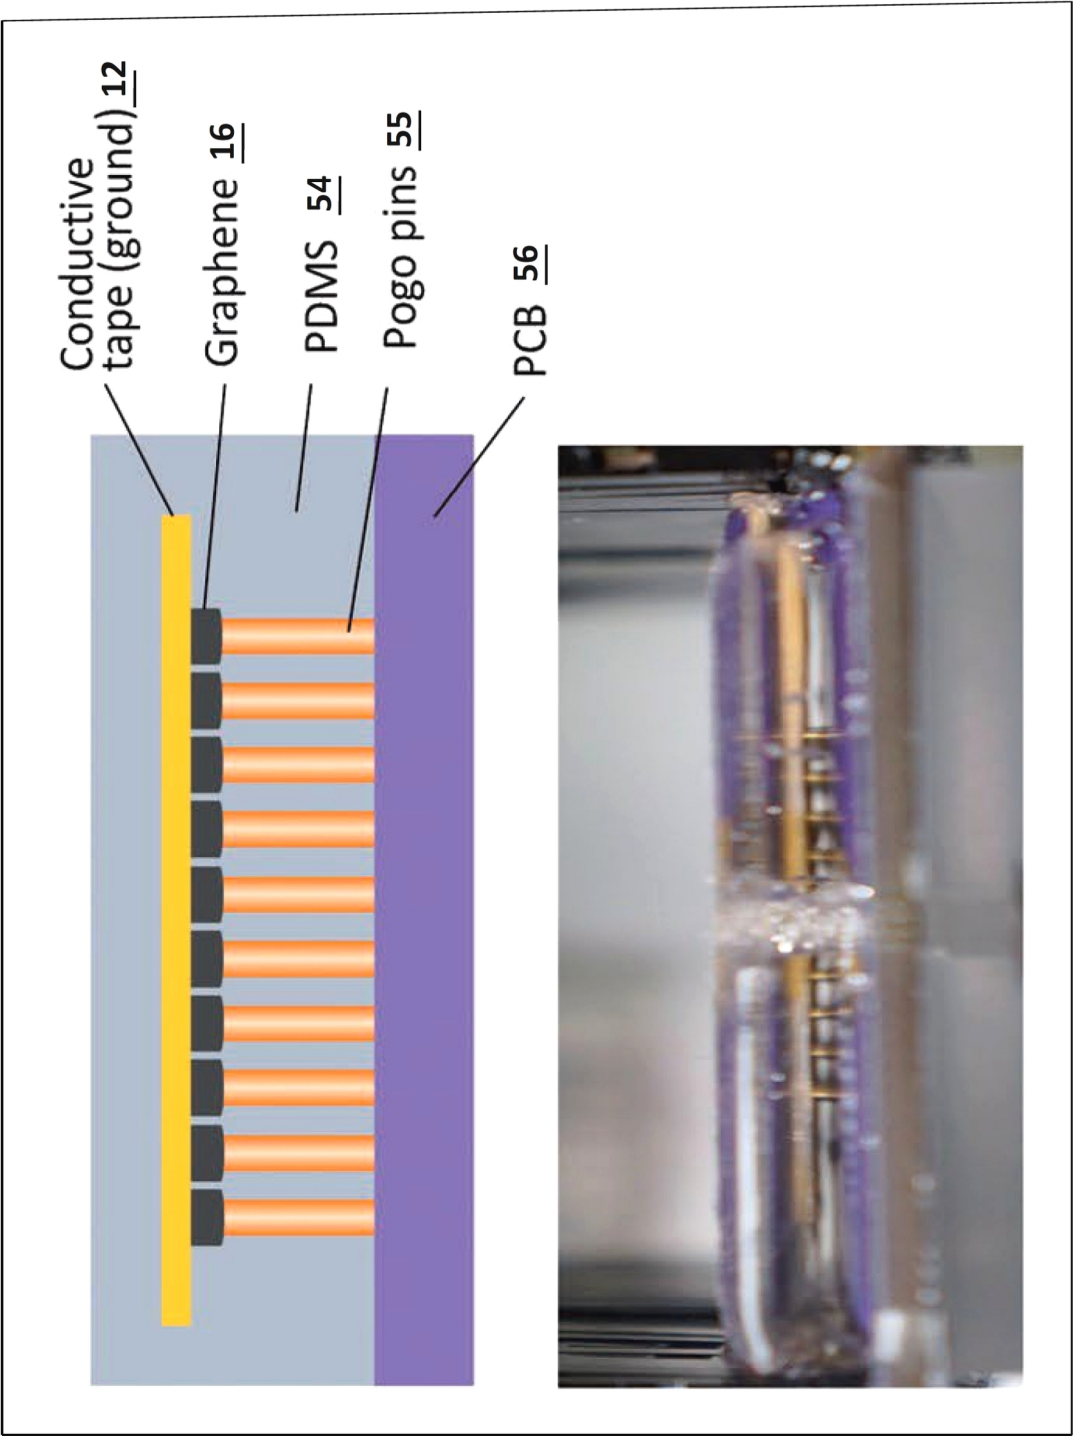 Conductive
tape (ground) 12
Graphene 16
PDMS 54
Pogo pins 55
PCB 56